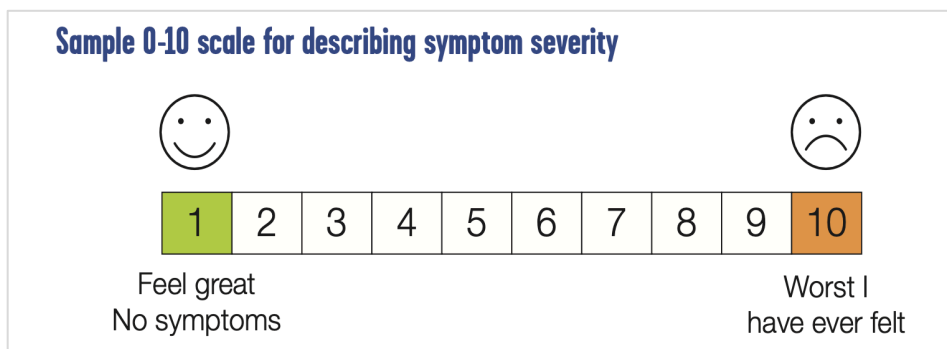 Sample 0-10 scale for describing symptom severity
1 2 3 4 5 6 7 8 9 10
Feel great
No symptoms
Worst I
have ever felt